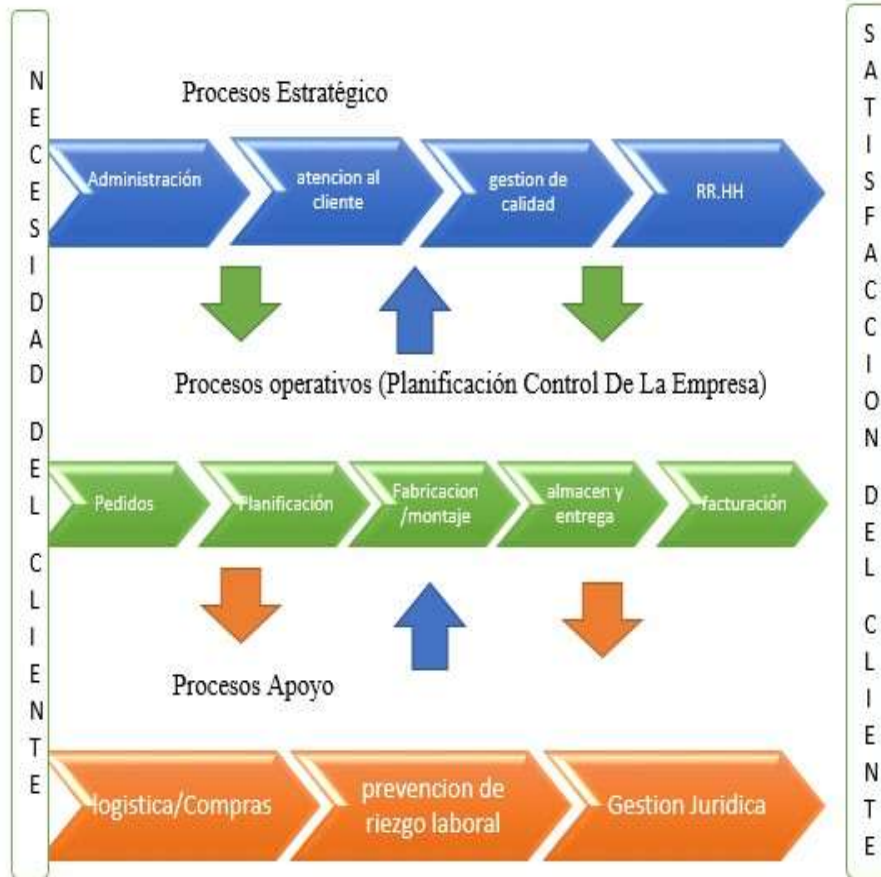 NECESIDAD DEL CLIENTE
Procesos Estratégico
Administración
atencion al
cliente
gestion de
calidad
RR.HH
Procesos operativos (Planificación Control De La Empresa)
Pedidos
Planificación
Fabricacion
/montaje
almacen y
entrega
facturación
Procesos Apoyo
logistica/Compras
prevencion de
riezgo laboral
Gestion Juridica
SATISFACCION DEL CLIENTE